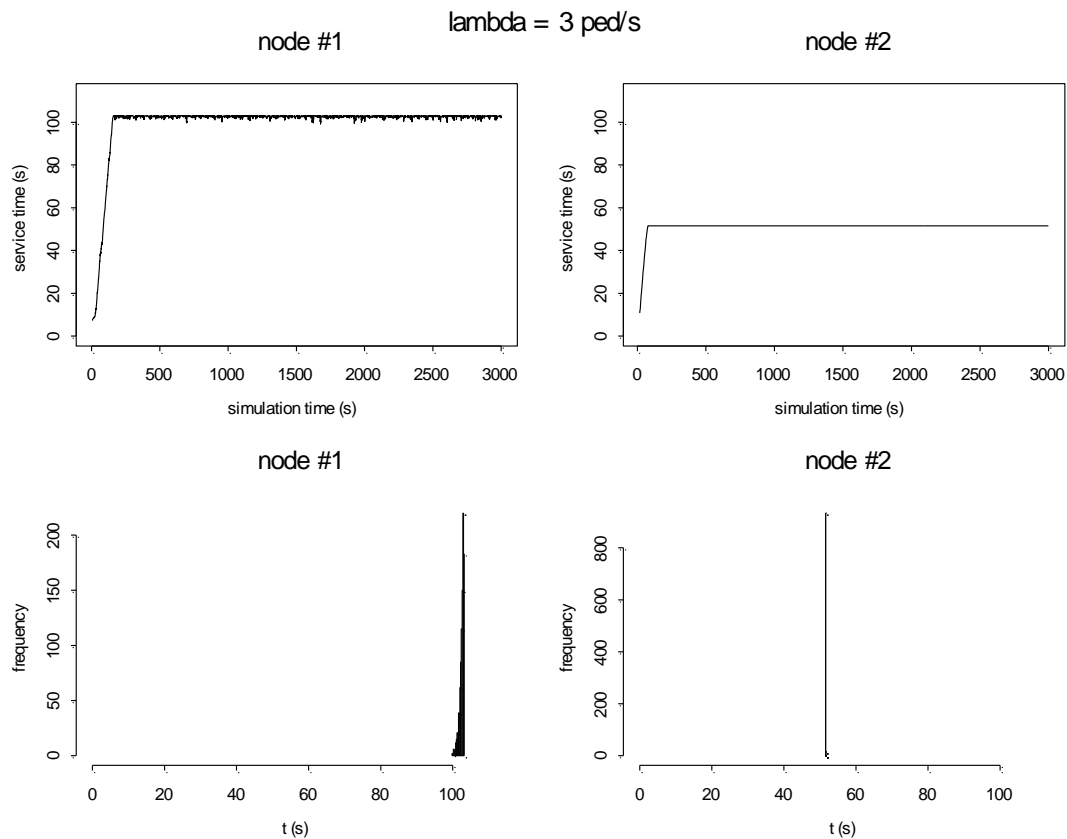 lambda = 3 ped/s
node #1
node #2
service time (s)
0 20 40 60 80 100
0 500 1000 1500 2000 2500 3000
simulation time (s)
service time (s)
0 20 40 60 80 100
0 500 1000 1500 2000 2500 3000
simulation time (s)
node #1
node #2
frequency
0 50 100 150 200
0 20 40 60 80 100
t (s)
frequency
0 200 400 600 800
0 20 40 60 80 100
t (s)